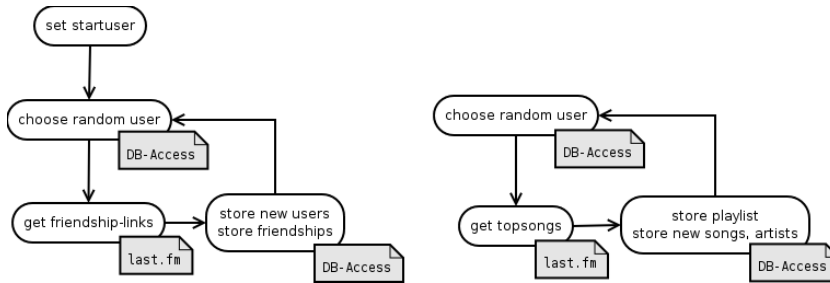 set startuser
choose random user
DB-Access
get friendship-links
last.fm
store new users
store friendships
DB-Access
choose random user
DB-Access
get topsongs
last.fm
store playlist
store new songs, artists
DB-Access